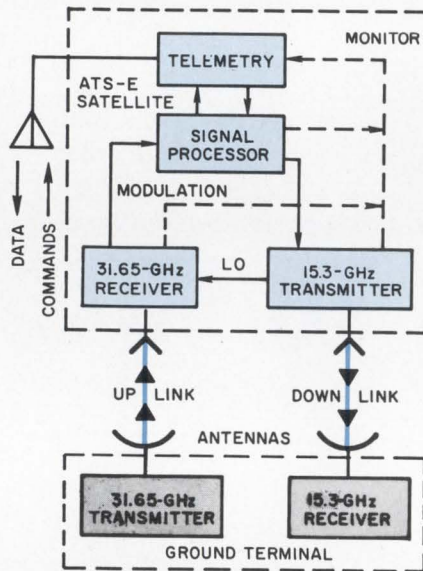 MONITOR
TELEMETRY
ATS-E
SATELLITE
SIGNAL
PROCESSOR
MODULATION
DATA
COMMANDS
31.65-GHz
RECEIVER
LO
15.3-GHz
TRANSMITTER
UP LINK
DOWN LINK
ANTENNAS
31.65-GHz
TRANSMITTER
15.3-GHz
RECEIVER
GROUND TERMINAL